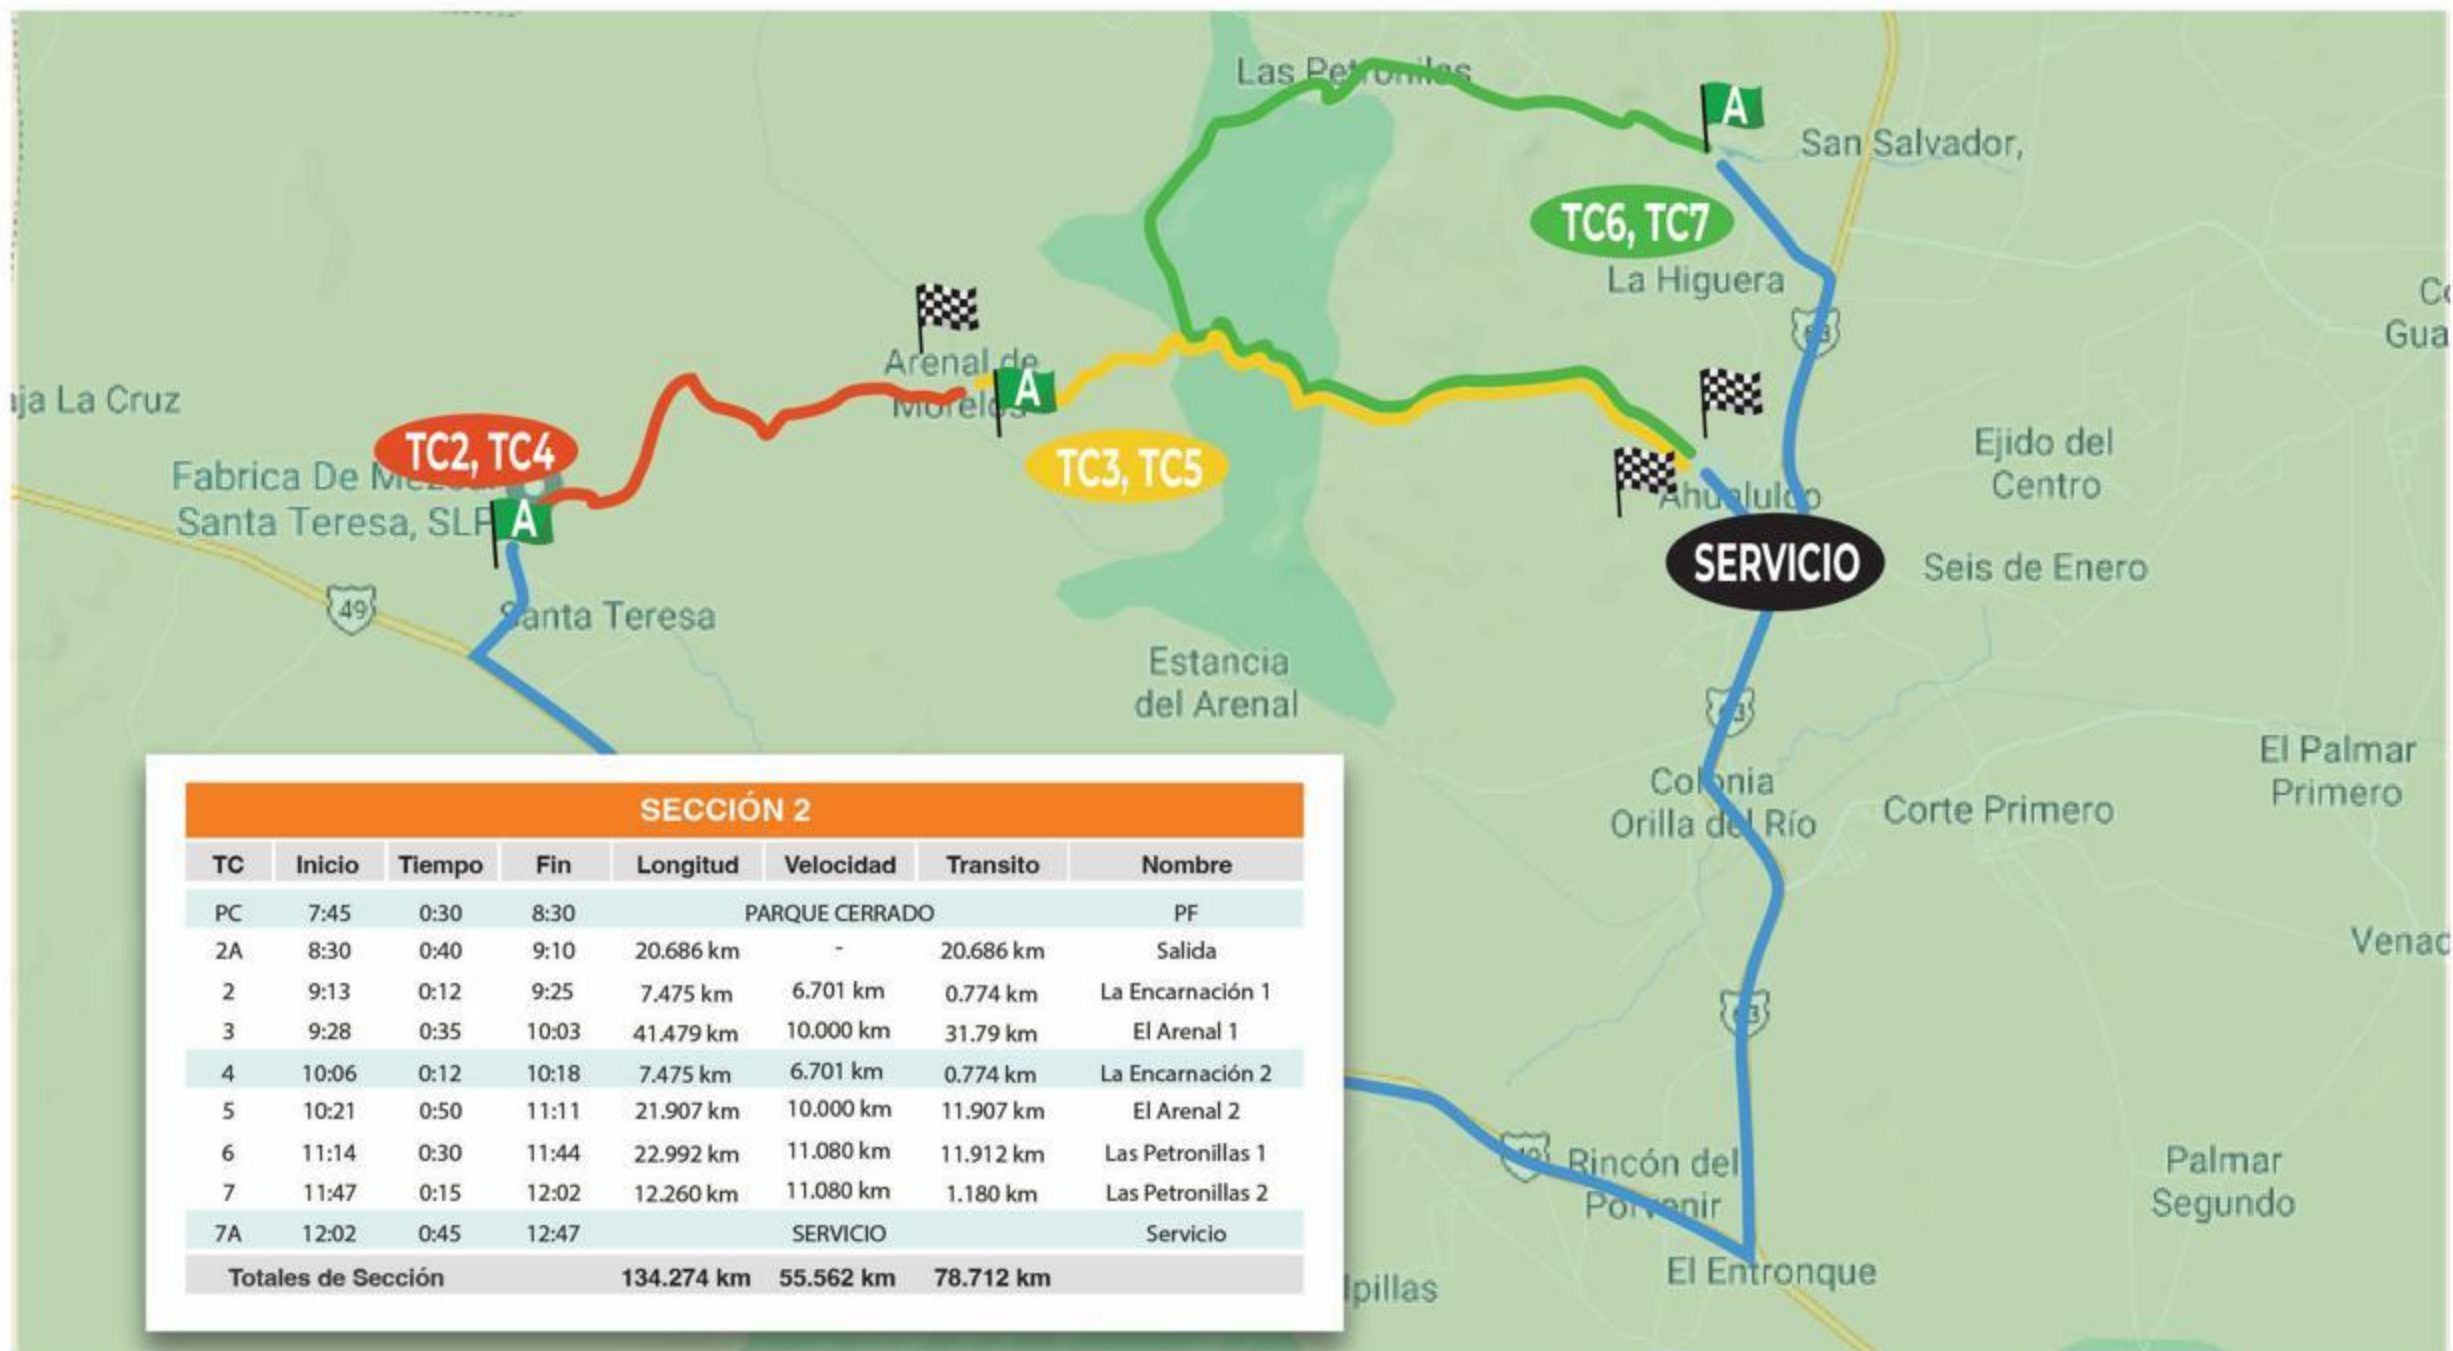 Las Petronilas
A
San Salvador,
TC6, TC7
La Higuera
63
Gua
Arenal de
Morelos
A
aja La Cruz
TC2, TC4
TC3, TC5
Ejido del
Centro
Fabrica De Mezcal
Santa Teresa, SLP
A
Ahualulco
SERVICIO
Seis de Enero
49
Santa Teresa
Estancia
del Arenal
63
El Palmar
Primero
Colonia
Orilla del Río
Corte Primero
SECCIÓN 2
TC Inicio Tiempo Fin Longitud Velocidad Transito Nombre
PC 7:45 0:30 8:30 PARQUE CERRADO PF
2A 8:30 0:40 9:10 20.686 km - 20.686 km Salida
2 9:13 0:12 9:25 7.475 km 6.701 km 0.774 km La Encarnación 1
3 9:28 0:35 10:03 41.479 km 10.000 km 31.79 km El Arenal 1
4 10:06 0:12 10:18 7.475 km 6.701 km 0.774 km La Encarnación 2
5 10:21 0:50 11:11 21.907 km 10.000 km 11.907 km El Arenal 2
6 11:14 0:30 11:44 22.992 km 11.080 km 11.912 km Las Petronillas 1
7 11:47 0:15 12:02 12.260 km 11.080 km 1.180 km Las Petronillas 2
7A 12:02 0:45 12:47 SERVICIO Servicio
Totales de Sección 134.274 km 55.562 km 78.712 km
Venad
63
49
Rincón del
Porvenir
Palmar
Segundo
El Entronque
lpillas